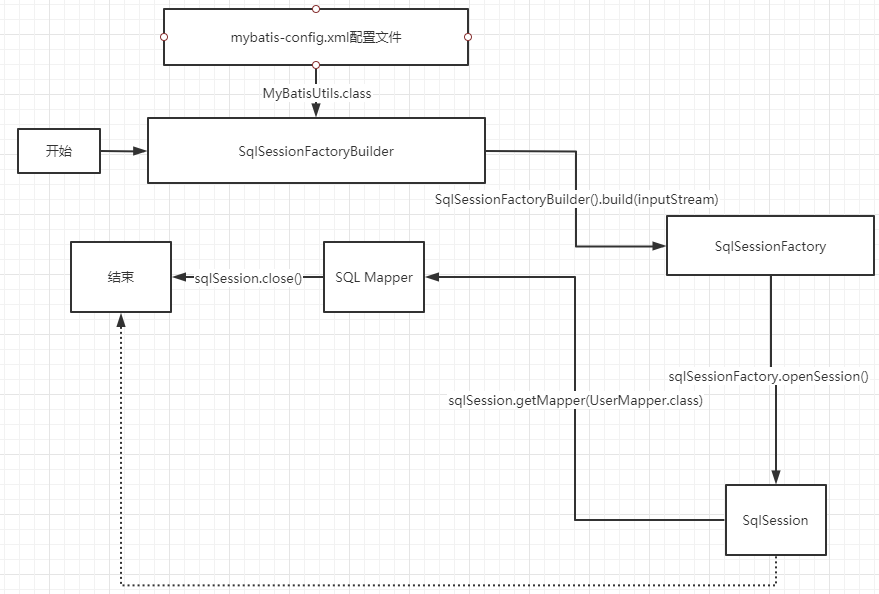 mybatis-config.xml配置文件
MyBatisUtils.class
开始
SqlSessionFactoryBuilder
SqlSessionFactoryBuilder().build(inputStream)
SqlSessionFactory
结束
sqlSession.close()
SQL Mapper
sqlSessionFactory.openSession()
sqlSession.getMapper(UserMapper.class)
SqlSession